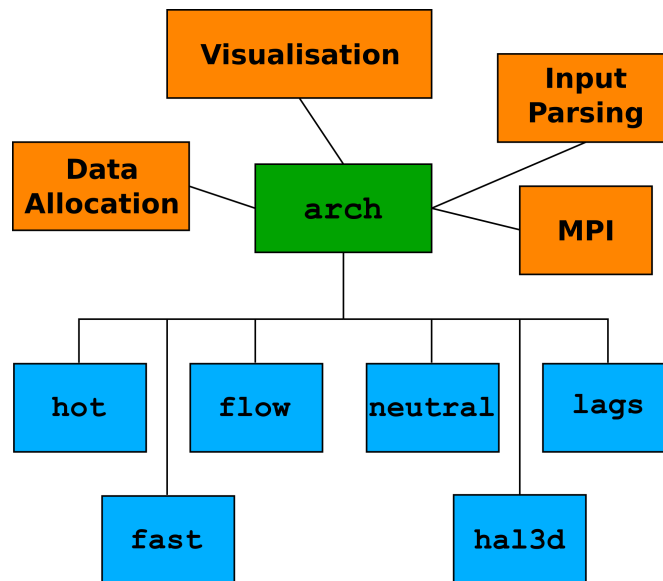 Visualisation
Input
Parsing
Data
Allocation
arch
MPI
hot
flow
neutral
lags
fast
hal3d